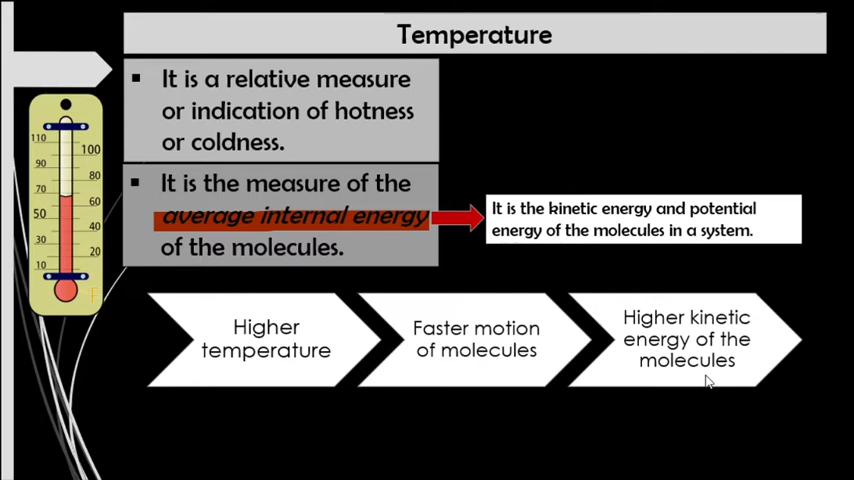 Temperature
▪ It is a relative measure
or indication of hotness
or coldness.
▪ It is the measure of the
average internal energy
of the molecules.
It is the kinetic energy and potential
energy of the molecules in a system.
110
100
90
80
70
60
50
40
30
20
10
F
Higher
temperature
Faster motion
of molecules
Higher kinetic
energy of the
molecules